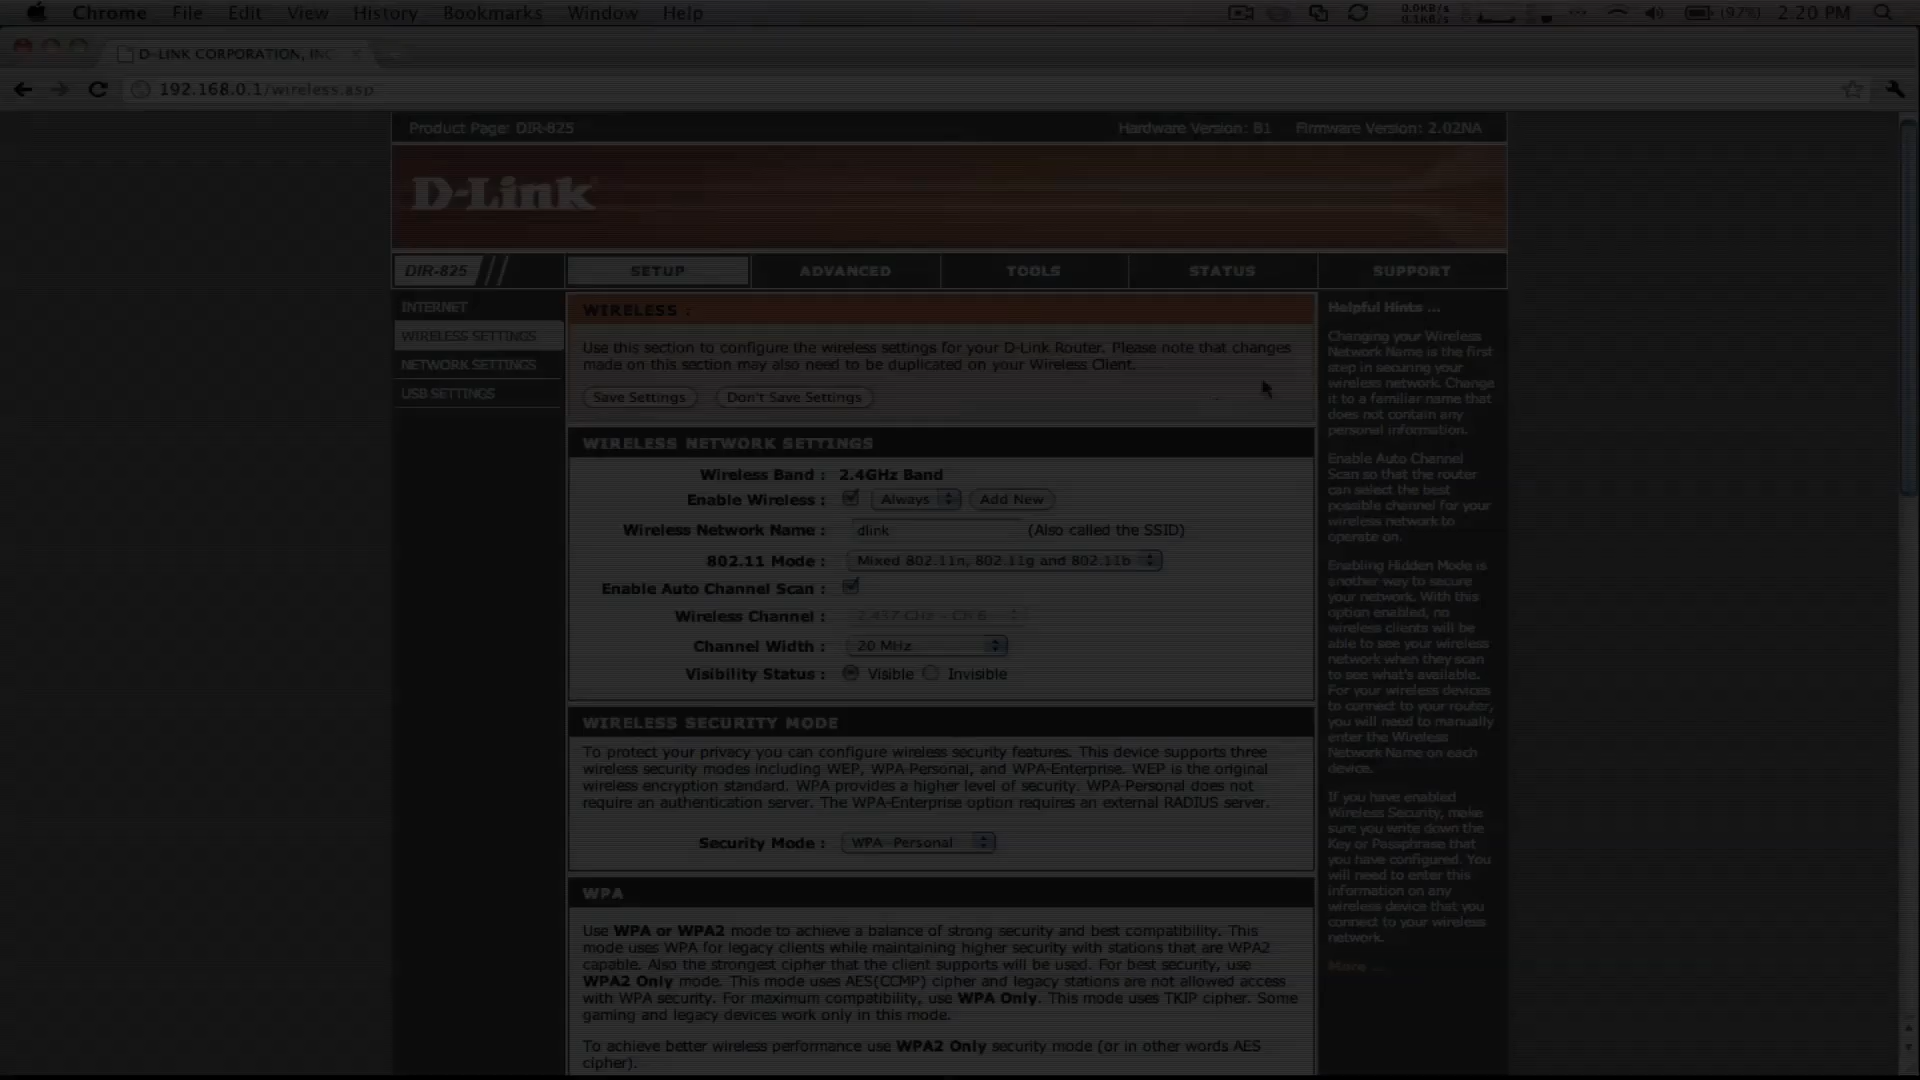 Chrome File Edit View History Bookmarks Window Help
0.0KB/s
0.1KB/s
(97%) 2:20 PM
D-LINK CORPORATION, INC
192.168.0.1/wireless.asp
Product Page: DIR-825 Hardware Version: B1 Firmware Version: 2.02NA
D-Link
DIR-825 SETUP ADVANCED TOOLS STATUS SUPPORT
INTERNET
WIRELESS SETTINGS
NETWORK SETTINGS
USB SETTINGS
WIRELESS :
Use this section to configure the wireless settings for your D-Link Router. Please note that changes
made on this section may also need to be duplicated on your Wireless Client.
Save Settings Don't Save Settings
WIRELESS NETWORK SETTINGS
Wireless Band : 2.4GHz Band
Enable Wireless : Always Add New
Wireless Network Name : dlink (Also called the SSID)
802.11 Mode : Mixed 802.11n, 802.11g and 802.11b
Enable Auto Channel Scan :
Wireless Channel : 2.437 GHz - CH 6
Channel Width : 20 MHz
Visibility Status : Visible Invisible
WIRELESS SECURITY MODE
To protect your privacy you can configure wireless security features. This device supports three
wireless security modes including WEP, WPA-Personal, and WPA-Enterprise. WEP is the original
wireless encryption standard. WPA provides a higher level of security. WPA-Personal does not
require an authentication server. The WPA-Enterprise option requires an external RADIUS server.
Security Mode : WPA-Personal
WPA
Use WPA or WPA2 mode to achieve a balance of strong security and best compatibility. This
mode uses WPA for legacy clients while maintaining higher security with stations that are WPA2
capable. Also the strongest cipher that the client supports will be used. For best security, use
WPA2 Only mode. This mode uses AES(CCMP) cipher and legacy stations are not allowed access
with WPA security. For maximum compatibility, use WPA Only. This mode uses TKIP cipher. Some
gaming and legacy devices work only in this mode.
To achieve better wireless performance use WPA2 Only security mode (or in other words AES
cipher).
Helpful Hints ...
Changing your Wireless
Network Name is the first
step in securing your
wireless network. Change
it to a familiar name that
does not contain any
personal information.
Enable Auto Channel
Scan so that the router
can select the best
possible channel for your
wireless network to
operate on.
Enabling Hidden Mode is
another way to secure
your network. With this
option enabled, no
wireless clients will be
able to see your wireless
network when they scan
to see what's available.
For your wireless devices
to connect to your router,
you will need to manually
enter the Wireless
Network Name on each
device.
If you have enabled
Wireless Security, make
sure you write down the
Key or Passphrase that
you have configured. You
will need to enter this
information on any
wireless device that you
connect to your wireless
network.
More ...